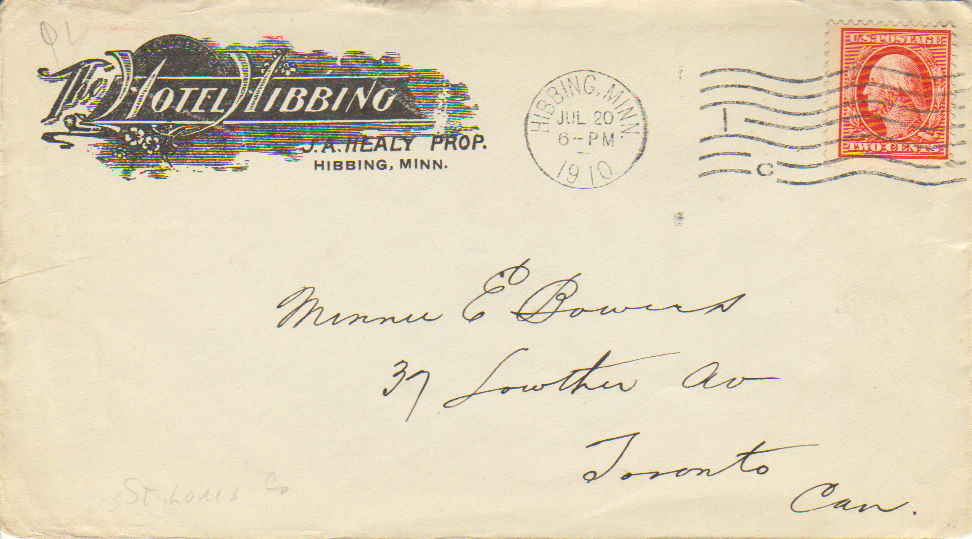 The Hotel Hibbing
J. A. HEALY PROP.
HIBBING, MINN.
HIBBING, MINN.
JUL 20
6-PM
1910
1
C
U.S. POSTAGE
TWO CENTS
Minnie E Bowers
37 Lowther Av
Toronto
Can.
St. Louis Co